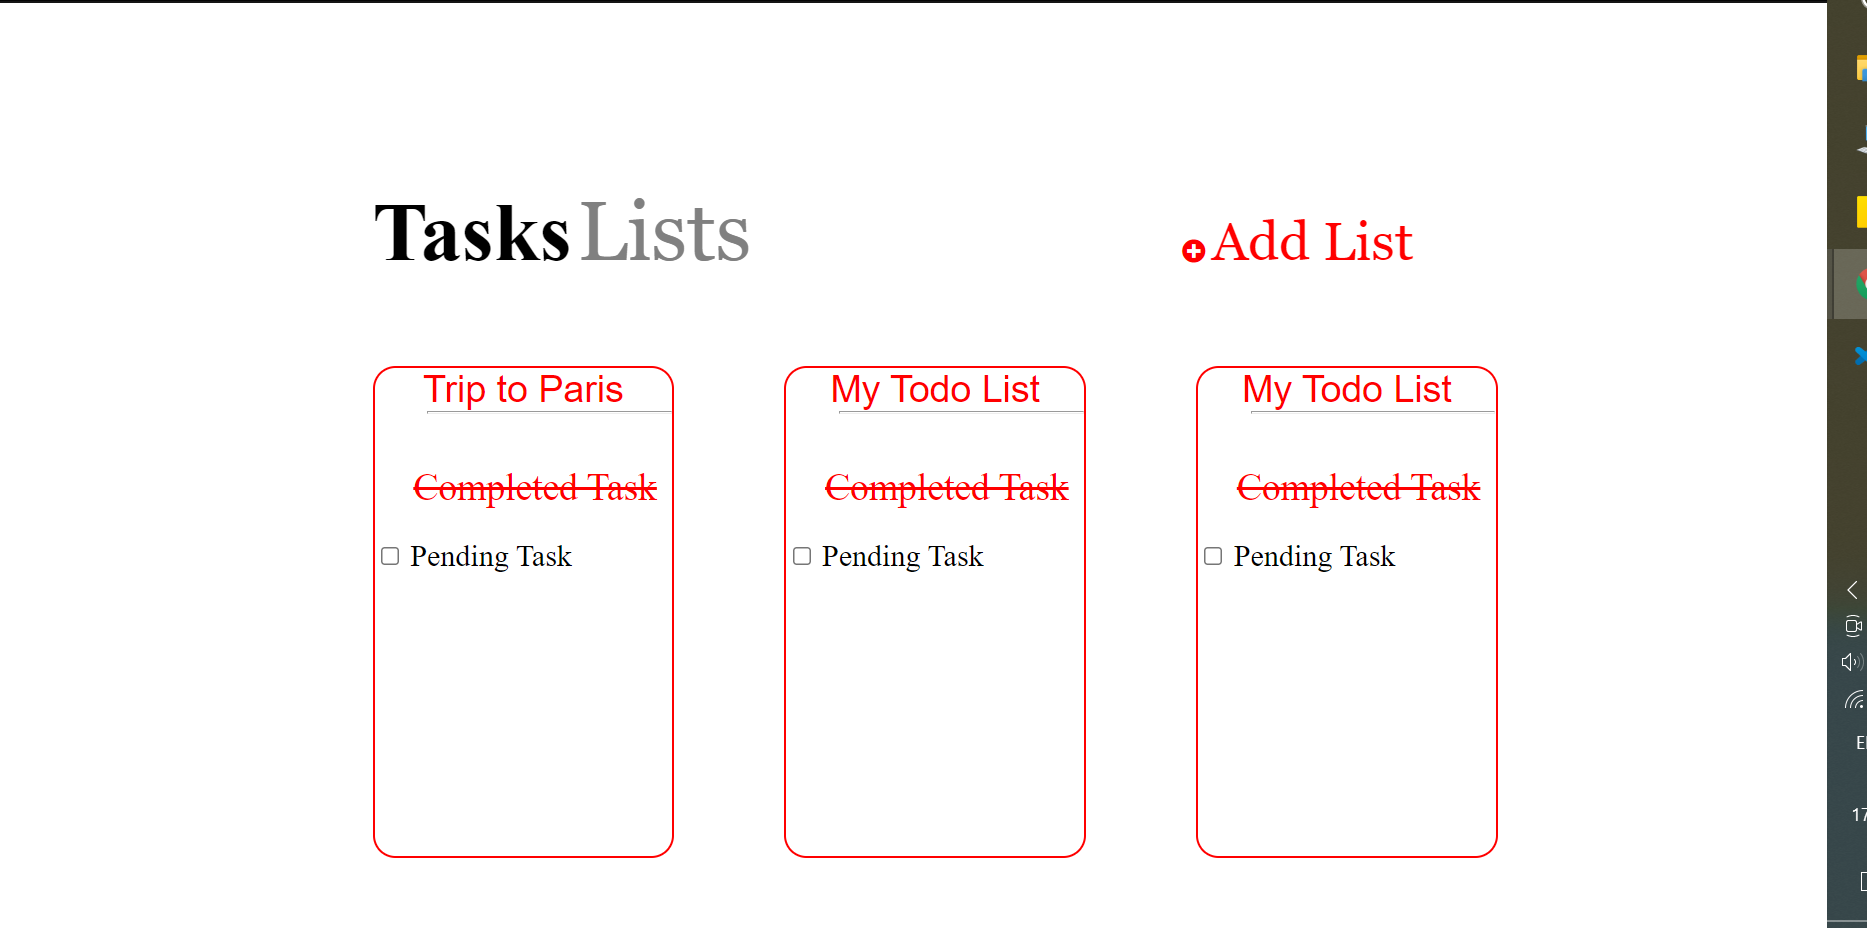 Tasks Lists
Add List
Trip to Paris
Completed Task
Pending Task
My Todo List
Completed Task
Pending Task
My Todo List
Completed Task
Pending Task